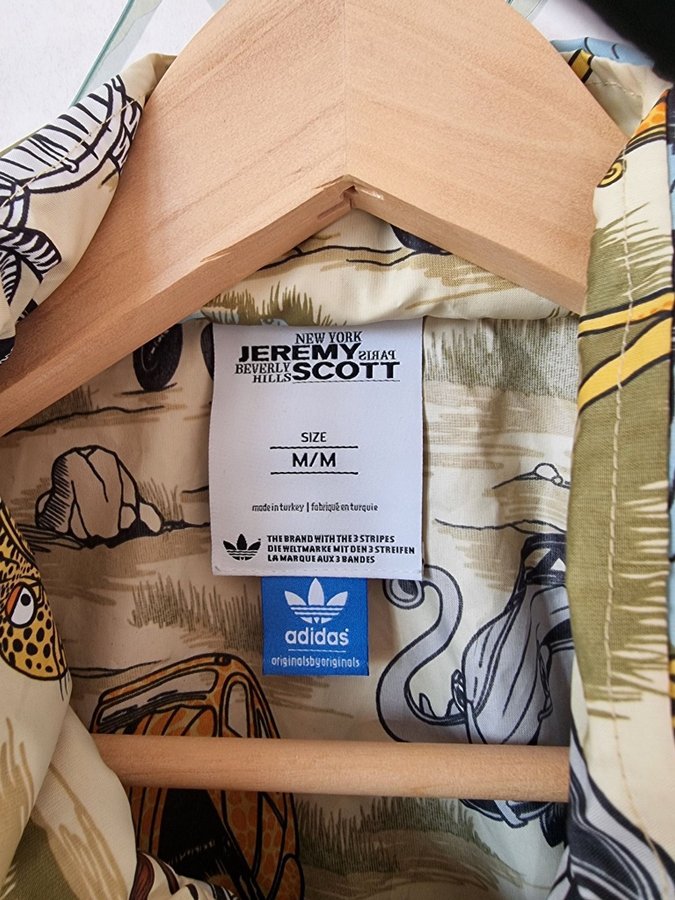 NEW YORK
JEREMY PARIS
BEVERLY HILLS SCOTT
SIZE
M/M
made in turkey | fabriqué en turquie
THE BRAND WITH THE 3 STRIPES
DIE WELTMARKE MIT DEN 3 STREIFEN
LA MARQUE AUX 3 BANDES
adidas
originalsbyoriginals